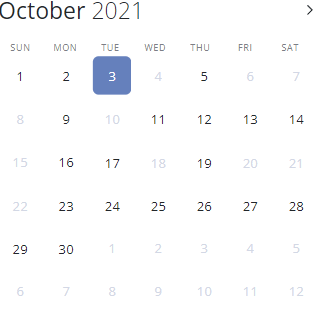 October 2021
SUN MON TUE WED THU FRI SAT
1 2 3 4 5 6 7
8 9 10 11 12 13 14
15 16 17 18 19 20 21
22 23 24 25 26 27 28
29 30 1 2 3 4 5
6 7 8 9 10 11 12